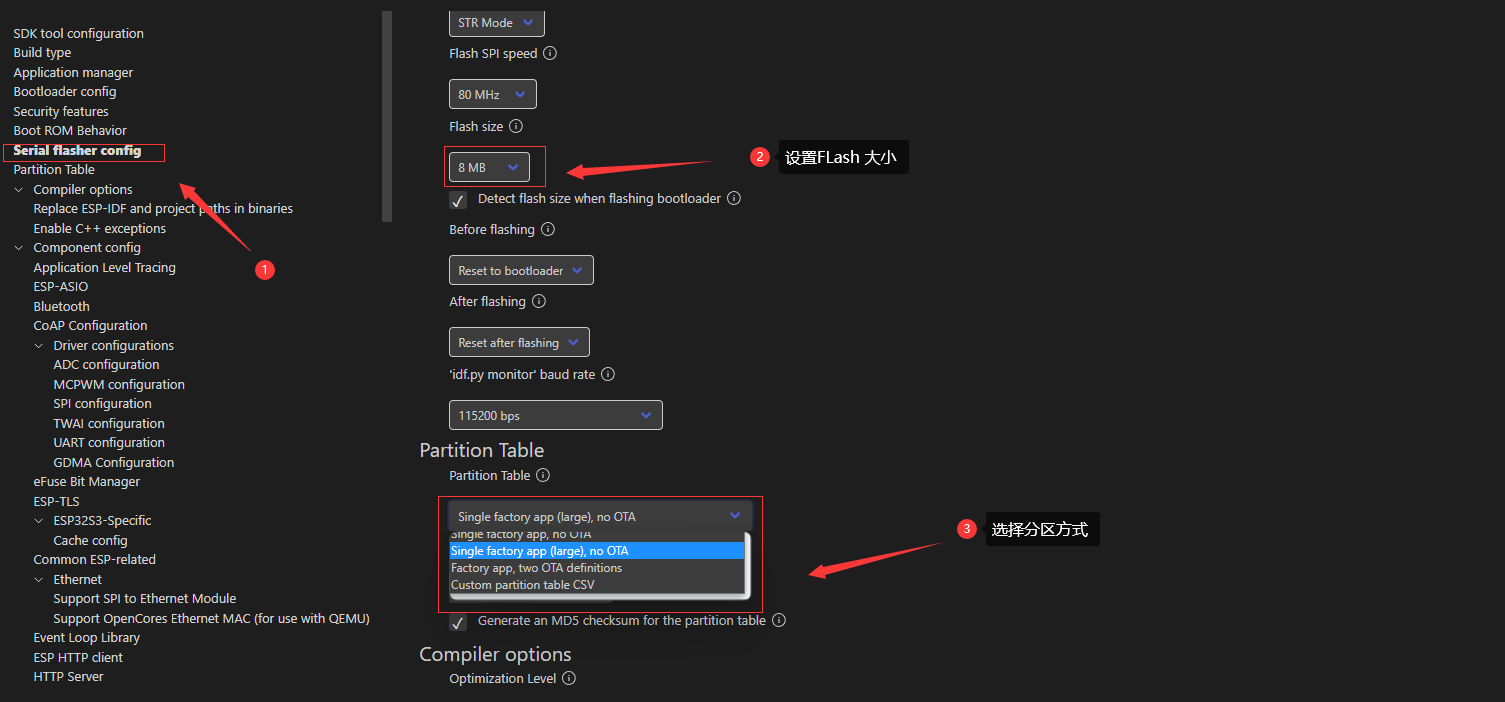 SDK tool configuration
Build type
Application manager
Bootloader config
Security features
Boot ROM Behavior
Serial flasher config
Partition Table
Compiler options
Replace ESP-IDF and project paths in binaries
Enable C++ exceptions
Component config
Application Level Tracing
ESP-ASIO
Bluetooth
CoAP Configuration
Driver configurations
ADC configuration
MCPWM configuration
SPI configuration
TWAI configuration
UART configuration
GDMA Configuration
eFuse Bit Manager
ESP-TLS
ESP32S3-Specific
Cache config
Common ESP-related
Ethernet
Support SPI to Ethernet Module
Support OpenCores Ethernet MAC (for use with QEMU)
Event Loop Library
ESP HTTP client
HTTP Server
1
STR Mode
Flash SPI speed
80 MHz
Flash size
8 MB
2 设置FLash 大小
Detect flash size when flashing bootloader
Before flashing
Reset to bootloader
After flashing
Reset after flashing
'idf.py monitor' baud rate
115200 bps
Partition Table
Partition Table
Single factory app (large), no OTA
Single factory app, no OTA
Single factory app (large), no OTA
Factory app, two OTA definitions
Custom partition table CSV
3 选择分区方式
Generate an MD5 checksum for the partition table
Compiler options
Optimization Level